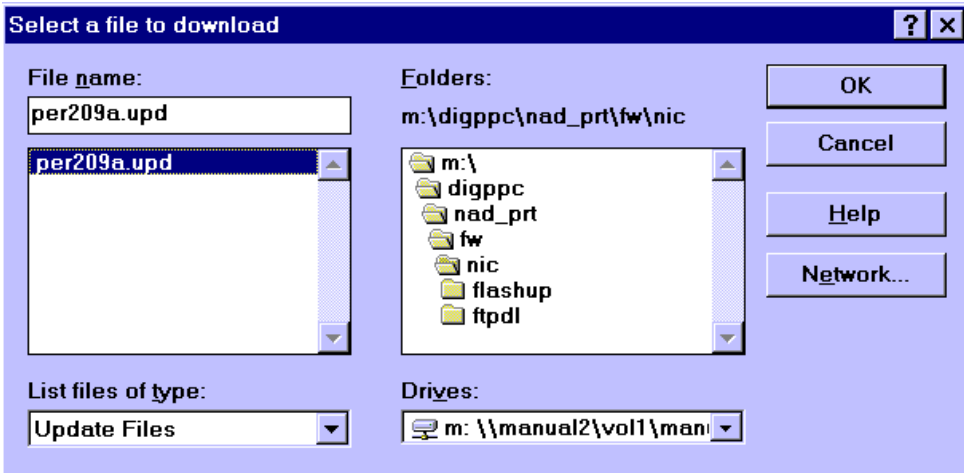 Select a file to download
File name:
per209a.upd
per209a.upd
List files of type:
Update Files
Folders:
m:\digppc\nad_prt\fw\nic
m:\
digppc
nad_prt
fw
nic
flashup
ftpdl
Drives:
m: \\manual2\vol1\man
OK
Cancel
Help
Network...